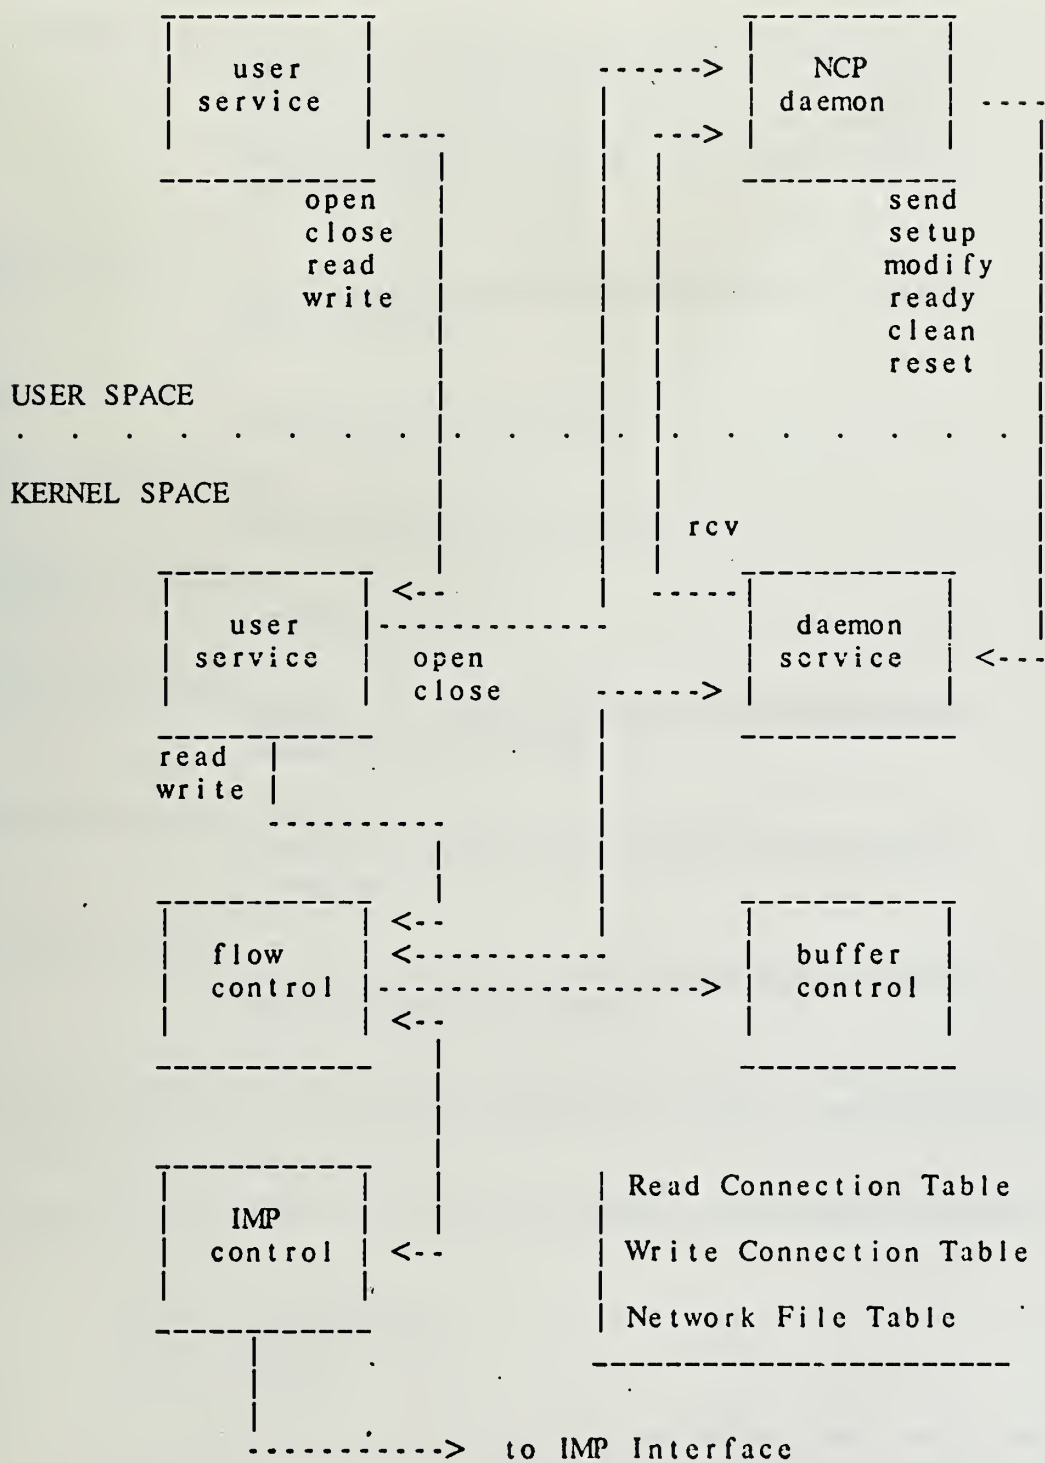 user
service
NCP
daemon
open
close
read
write
send
setup
modify
ready
clean
reset
USER SPACE
KERNEL SPACE
rcv
user
service
open
close
daemon
service
read
write
flow
control
buffer
control
IMP
control
Read Connection Table
Write Connection Table
Network File Table
to IMP Interface